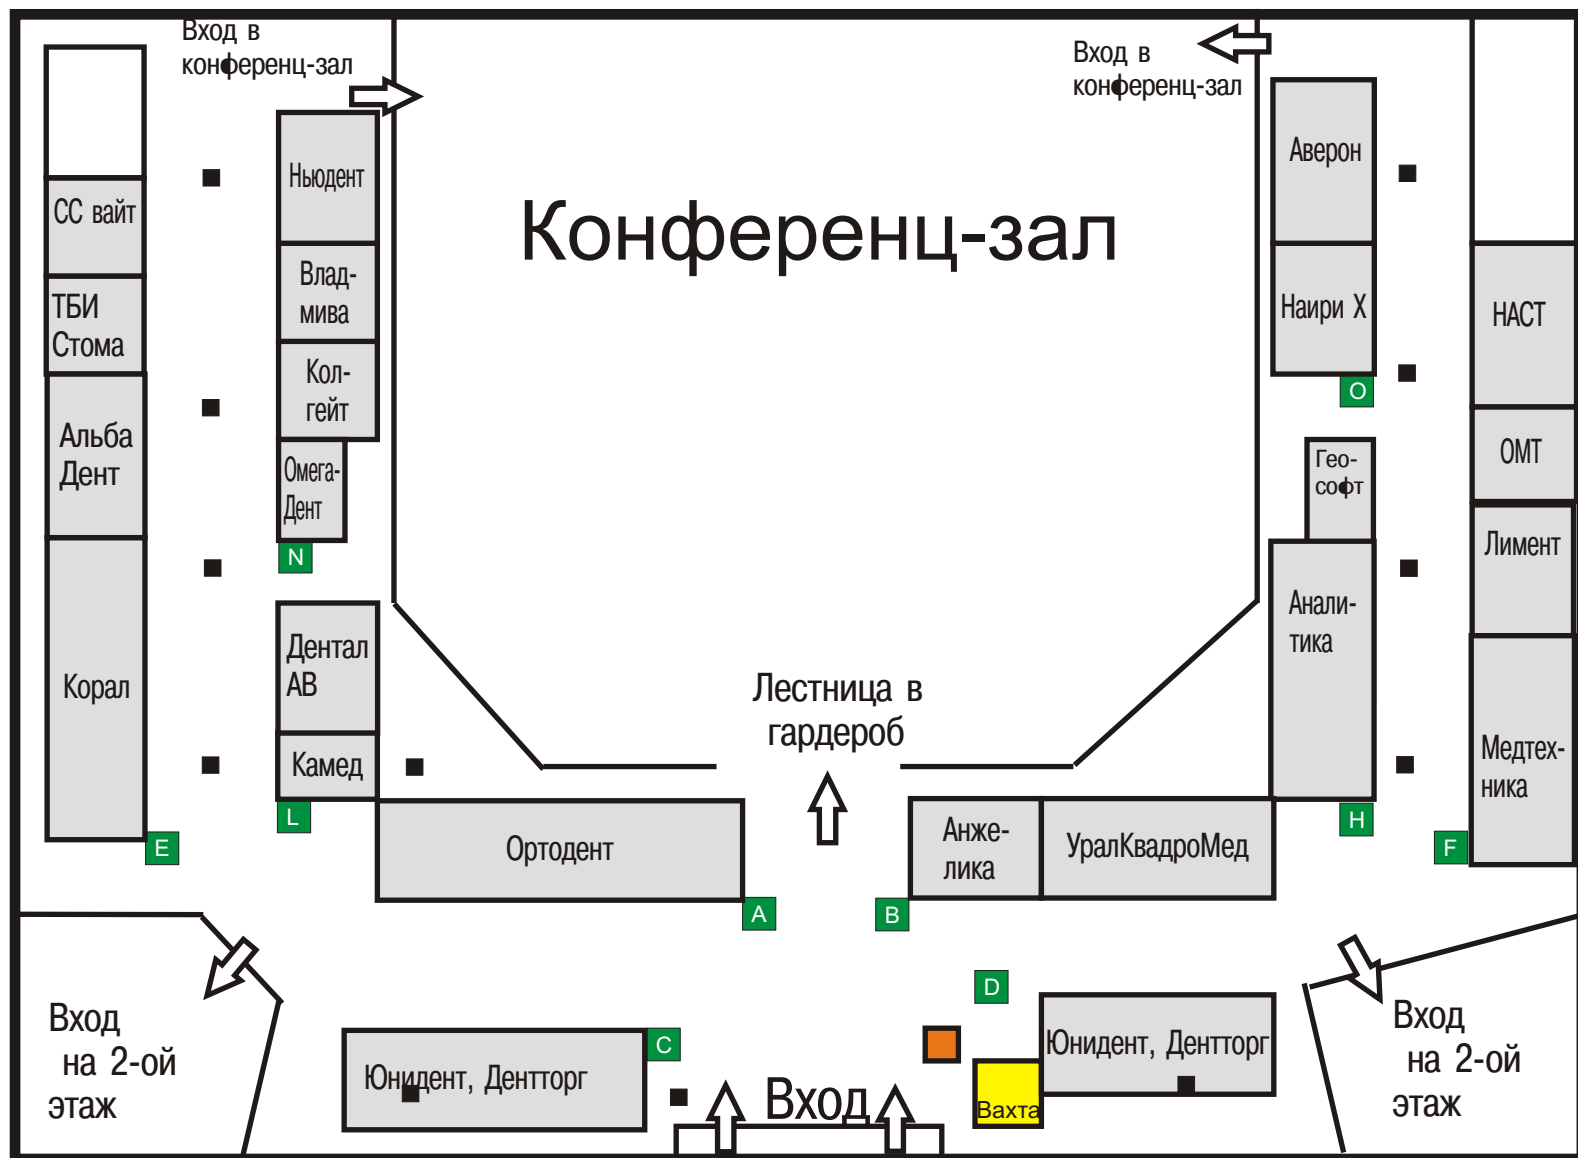 Вход в
конференц-зал
Вход в
конференц-зал
Конференц-зал
СС вайт
ТБИ
Стома
Альба
Дент
Корал
E
Ньюдент
Влад-
мива
Кол-
гейт
Омега-
Дент
N
Дентал
АВ
Камед
L
Аверон
Наири Х
O
Гео-
софт
Анали-
тика
H
НАСТ
ОМТ
Лимент
Медтех-
ника
F
Лестница в
гардероб
Ортодент
A
Анже-
лика
УралКвадроМед
B
D
Вход
на 2-ой
этаж
Юнидент, Дентторг
C
Вход
Вахта
Юнидент, Дентторг
Вход
на 2-ой
этаж